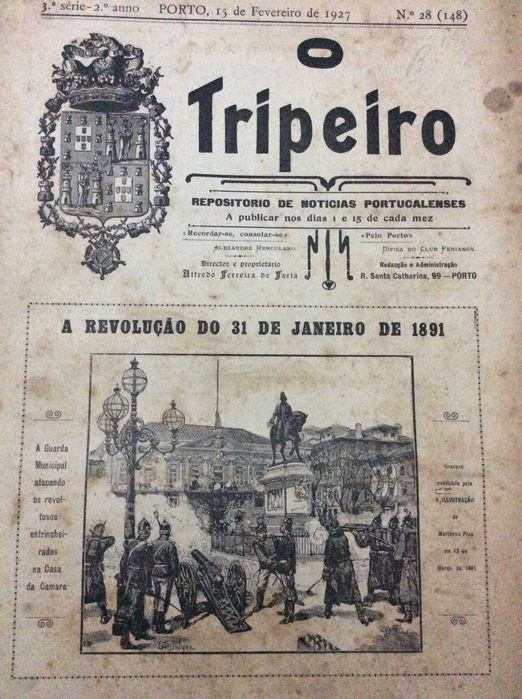 3.ª série-2.º anno PORTO, 15 de Fevereiro de 1927 N.º 28 (148)
O
Tripeiro
REPOSITORIO DE NOTICIAS PORTUCALENSES
A publicar nos dias 1 e 15 de cada mez
«Recordar-se, consolar-se»
ALEXANDRE HERCULANO
Director e proprietario
Alfredo Ferreira de Faria
«Pelo Porto»
DIVISA DO CLUB FENIANOS
Redacção e Administração
R. Santa Catharina, 99 — PORTO
A REVOLUÇÃO DO 31 DE JANEIRO DE 1891
A Guarda
Municipal
atacando
os revol-
tosos
entrinchei-
rados
na Casa
da Camara
Gravura
publicada pela
A ILLUSTRAÇÃO
de
Marianno Pina
em 15 de
Março de 1891